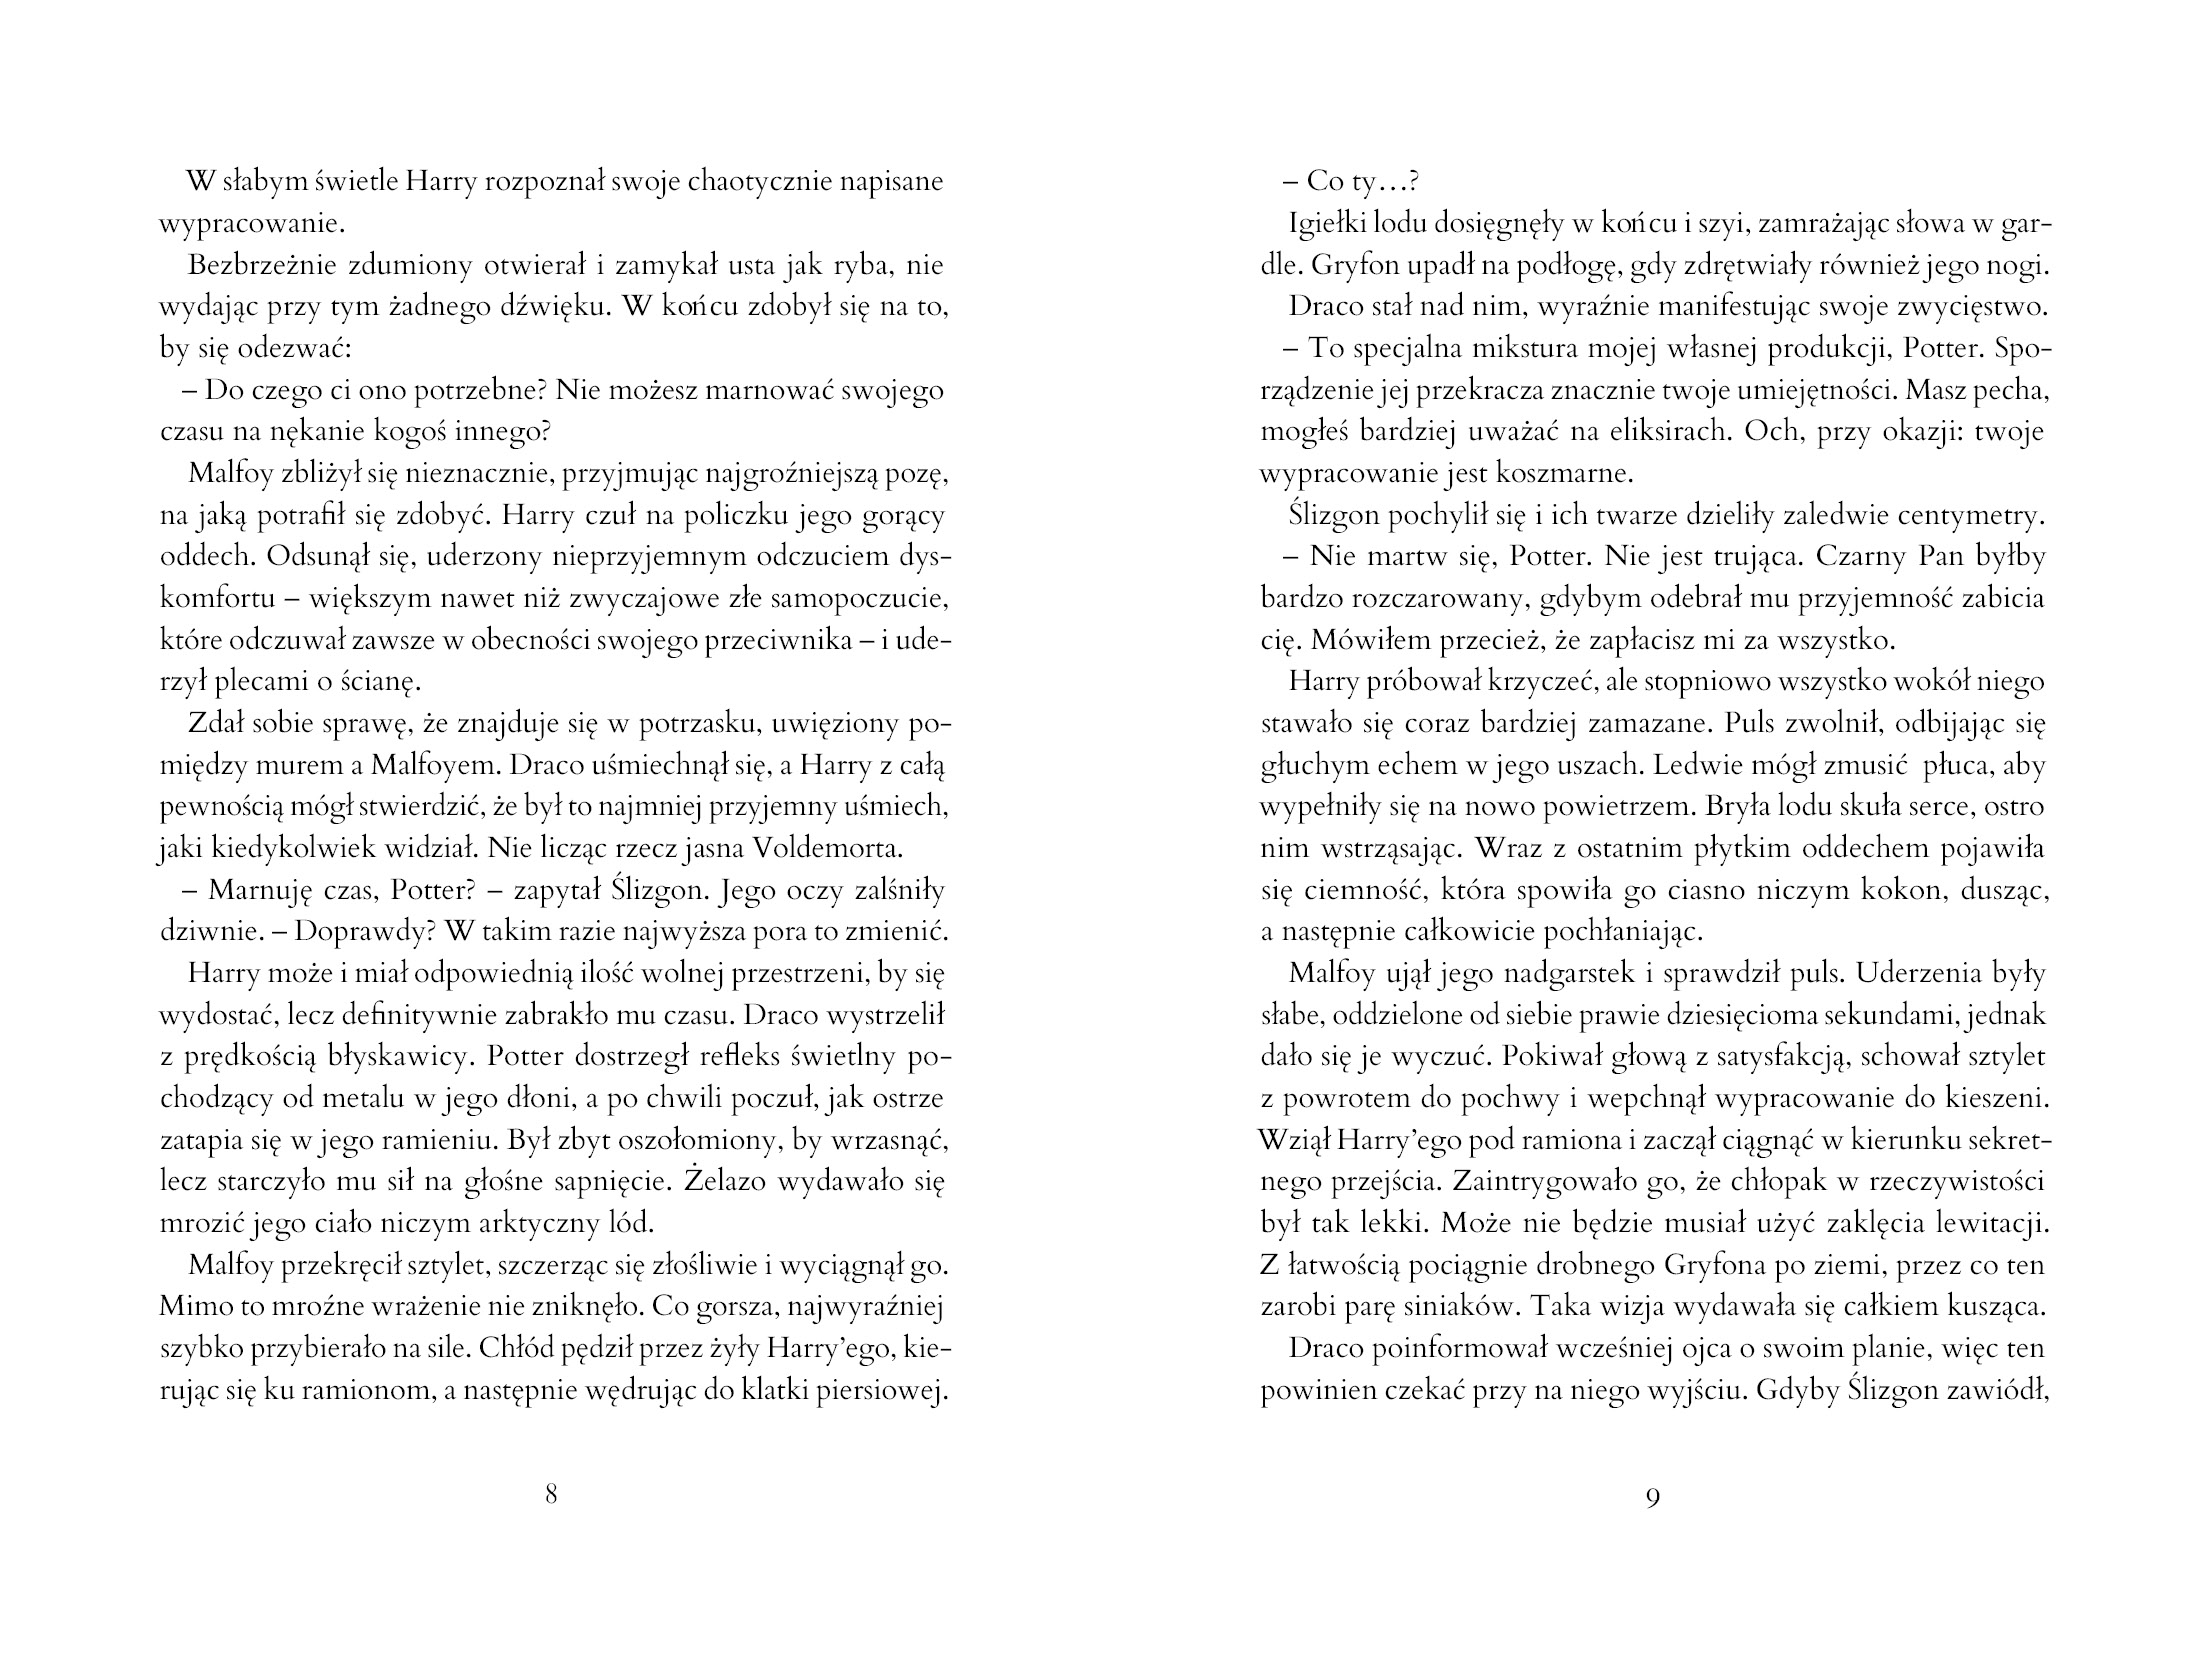 W słabym świetle Harry rozpoznał swoje chaotycznie napisane
wypracowanie.
Bezbrzeżnie zdumiony otwierał i zamykał usta jak ryba, nie
wydając przy tym żadnego dźwięku. W końcu zdobył się na to,
by się odezwać:
– Do czego ci ono potrzebne? Nie możesz marnować swojego
czasu na nękanie kogoś innego?
Malfoy zbliżył się nieznacznie, przyjmując najgroźniejszą pozę,
na jaką potrafił się zdobyć. Harry czuł na policzku jego gorący
oddech. Odsunął się, uderzony nieprzyjemnym odczuciem dys-
komfortu – większym nawet niż zwyczajowe złe samopoczucie,
które odczuwał zawsze w obecności swojego przeciwnika – i ude-
rzył plecami o ścianę.
Zdał sobie sprawę, że znajduje się w potrzasku, uwięziony po-
między murem a Malfoyem. Draco uśmiechnął się, a Harry z całą
pewnością mógł stwierdzić, że był to najmniej przyjemny uśmiech,
jaki kiedykolwiek widział. Nie licząc rzecz jasna Voldemorta.
– Marnuję czas, Potter? – zapytał Ślizgon. Jego oczy zalśniły
dziwnie. – Doprawdy? W takim razie najwyższa pora to zmienić.
Harry może i miał odpowiednią ilość wolnej przestrzeni, by się
wydostać, lecz definitywnie zabrakło mu czasu. Draco wystrzelił
z prędkością błyskawicy. Potter dostrzegł refleks świetlny po-
chodzący od metalu w jego dłoni, a po chwili poczuł, jak ostrze
zatapia się w jego ramieniu. Był zbyt oszołomiony, by wrzasnąć,
lecz starczyło mu sił na głośne sapnięcie. Żelazo wydawało się
mrozić jego ciało niczym arktyczny lód.
Malfoy przekręcił sztylet, szczerząc się złośliwie i wyciągnął go.
Mimo to mroźne wrażenie nie zniknęło. Co gorsza, najwyraźniej
szybko przybierało na sile. Chłód pędził przez żyły Harry’ego, kie-
rując się ku ramionom, a następnie wędrując do klatki piersiowej.
8
– Co ty…?
Igiełki lodu dosięgnęły w końcu i szyi, zamrażając słowa w gar-
dle. Gryfon upadł na podłogę, gdy zdrętwiały również jego nogi.
Draco stał nad nim, wyraźnie manifestując swoje zwycięstwo.
– To specjalna mikstura mojej własnej produkcji, Potter. Spo-
rządzenie jej przekracza znacznie twoje umiejętności. Masz pecha,
mogłeś bardziej uważać na eliksirach. Och, przy okazji: twoje
wypracowanie jest koszmarne.
Ślizgon pochylił się i ich twarze dzieliły zaledwie centymetry.
– Nie martw się, Potter. Nie jest trująca. Czarny Pan byłby
bardzo rozczarowany, gdybym odebrał mu przyjemność zabicia
cię. Mówiłem przecież, że zapłacisz mi za wszystko.
Harry próbował krzyczeć, ale stopniowo wszystko wokół niego
stawało się coraz bardziej zamazane. Puls zwolnił, odbijając się
głuchym echem w jego uszach. Ledwie mógł zmusić płuca, aby
wypełniły się na nowo powietrzem. Bryła lodu skuła serce, ostro
nim wstrząsając. Wraz z ostatnim płytkim oddechem pojawiła
się ciemność, która spowiła go ciasno niczym kokon, dusząc,
a następnie całkowicie pochłaniając.
Malfoy ujął jego nadgarstek i sprawdził puls. Uderzenia były
słabe, oddzielone od siebie prawie dziesięcioma sekundami, jednak
dało się je wyczuć. Pokiwał głową z satysfakcją, schował sztylet
z powrotem do pochwy i wepchnął wypracowanie do kieszeni.
Wziął Harry’ego pod ramiona i zaczął ciągnąć w kierunku sekret-
nego przejścia. Zaintrygowało go, że chłopak w rzeczywistości
był tak lekki. Może nie będzie musiał użyć zaklęcia lewitacji.
Z łatwością pociągnie drobnego Gryfona po ziemi, przez co ten
zarobi parę siniaków. Taka wizja wydawała się całkiem kusząca.
Draco poinformował wcześniej ojca o swoim planie, więc ten
powinien czekać przy na niego wyjściu. Gdyby Ślizgon zawiódł,
9